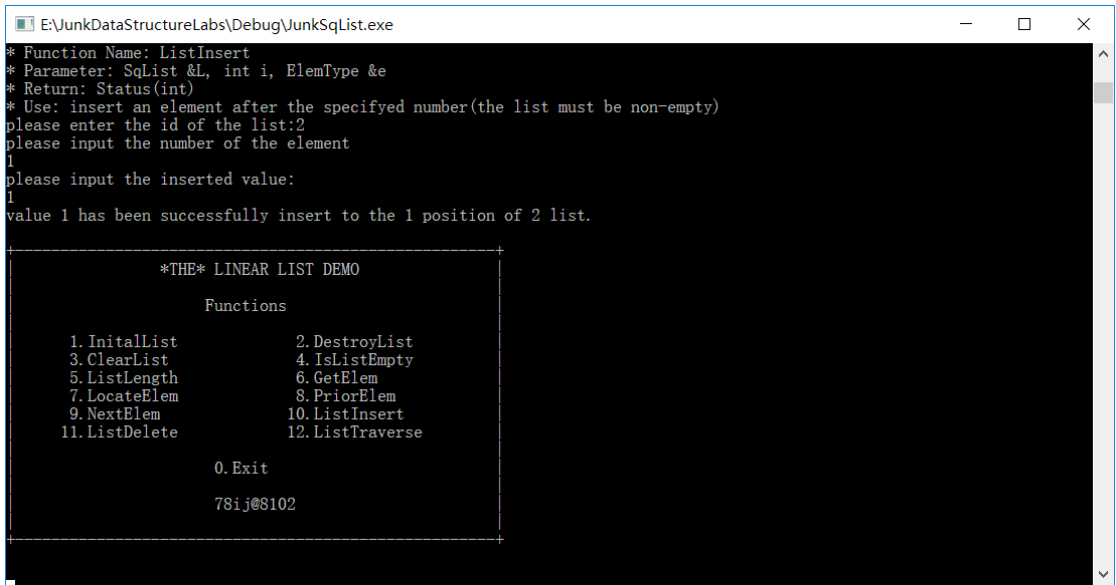 E:\JunkDataStructureLabs\Debug\JunkSqList.exe
* Function Name: ListInsert
* Parameter: SqList &L, int i, ElemType &e
* Return: Status(int)
* Use: insert an element after the specifyed number(the list must be non-empty)
please enter the id of the list:2
please input the number of the element
1
please input the inserted value:
1
value 1 has been successfully insert to the 1 position of 2 list.
*THE* LINEAR LIST DEMO
Functions
1.InitalList 2.DestroyList
3.ClearList 4.IsListEmpty
5.ListLength 6.GetElem
7.LocateElem 8.PriorElem
9.NextElem 10.ListInsert
11.ListDelete 12.ListTraverse
0.Exit
78ij@8102